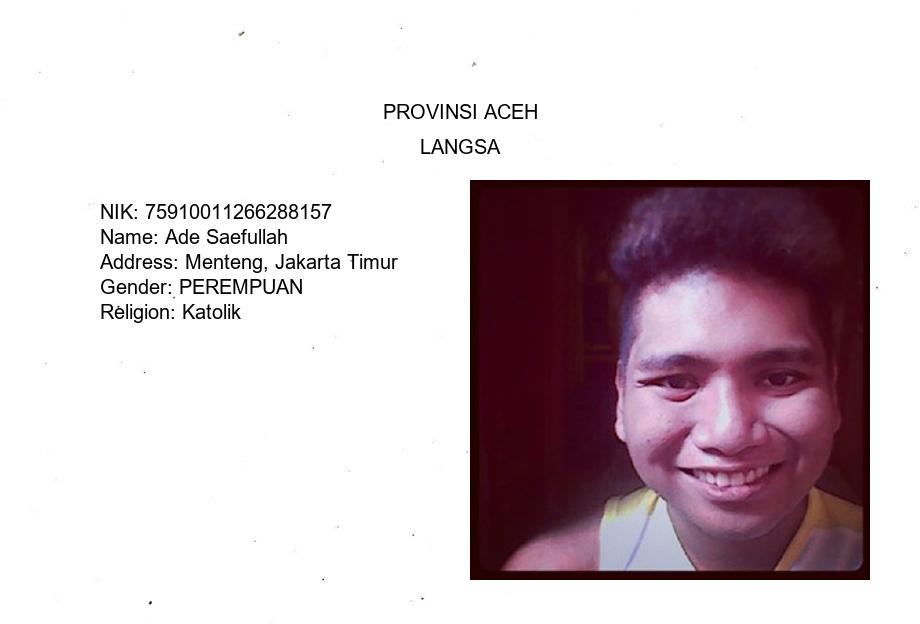 PROVINSI ACEH
LANGSA
NIK: 75910011266288157
Name: Ade Saefullah
Address: Menteng, Jakarta Timur
Gender: PEREMPUAN
Religion: Katolik